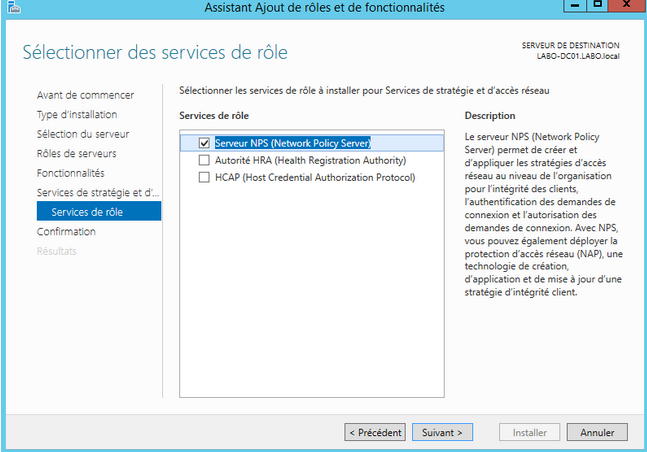 Assistant Ajout de rôles et de fonctionnalités
Sélectionner des services de rôle
SERVEUR DE DESTINATION
LABO-DC01.LABO.local
Avant de commencer
Type d'installation
Sélection du serveur
Rôles de serveurs
Fonctionnalités
Services de stratégie et d'...
Services de rôle
Confirmation
Résultats
Sélectionner les services de rôle à installer pour Services de stratégie et d'accès réseau
Services de rôle
Serveur NPS (Network Policy Server)
Autorité HRA (Health Registration Authority)
HCAP (Host Credential Authorization Protocol)
Description
Le serveur NPS (Network Policy
Server) permet de créer et
d'appliquer les stratégies d'accès
réseau au niveau de l'organisation
pour l'intégrité des clients,
l'authentification des demandes de
connexion et l'autorisation des
demandes de connexion. Avec NPS,
vous pouvez également déployer la
protection d'accès réseau (NAP), une
technologie de création,
d'application et de mise à jour d'une
stratégie d'intégrité client.
< Précédent
Suivant >
Installer
Annuler